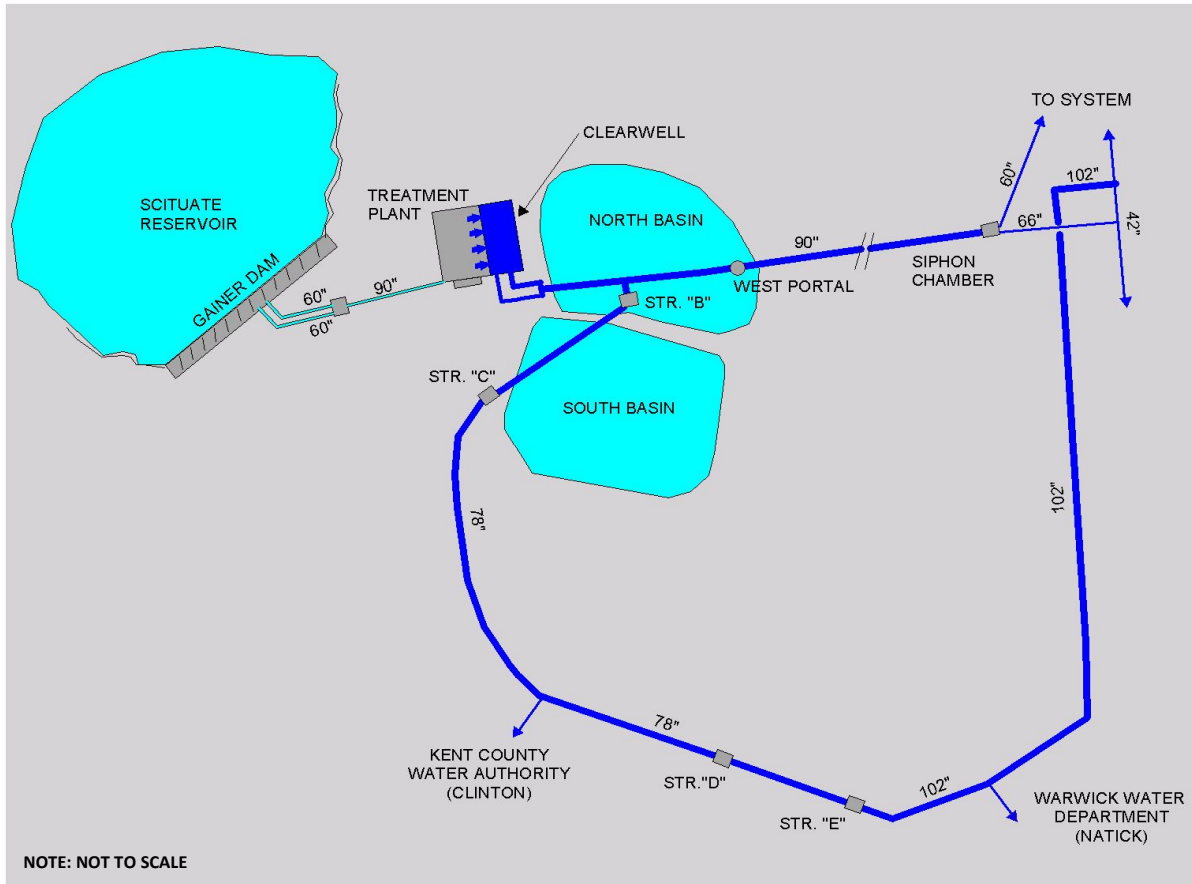 TO SYSTEM
CLEARWELL
SCITUATE
RESERVOIR
TREATMENT
PLANT
NORTH BASIN
60"
102"
90"
66"
42"
SIPHON
CHAMBER
WEST PORTAL
GAINER DAM
60"
60"
90"
STR. "B"
STR. "C"
SOUTH BASIN
78"
102"
78"
KENT COUNTY
WATER AUTHORITY
(CLINTON)
STR."D"
STR. "E"
102"
WARWICK WATER
DEPARTMENT
(NATICK)
NOTE: NOT TO SCALE